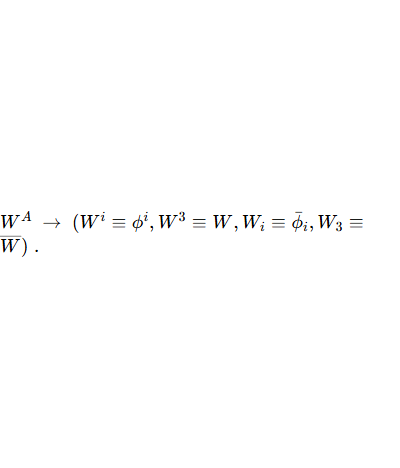 W^A → (W^i ≡ ϕ^i, W^3 ≡ W, W_i ≡ ϕ̄_i, W_3 ≡
W̅) .